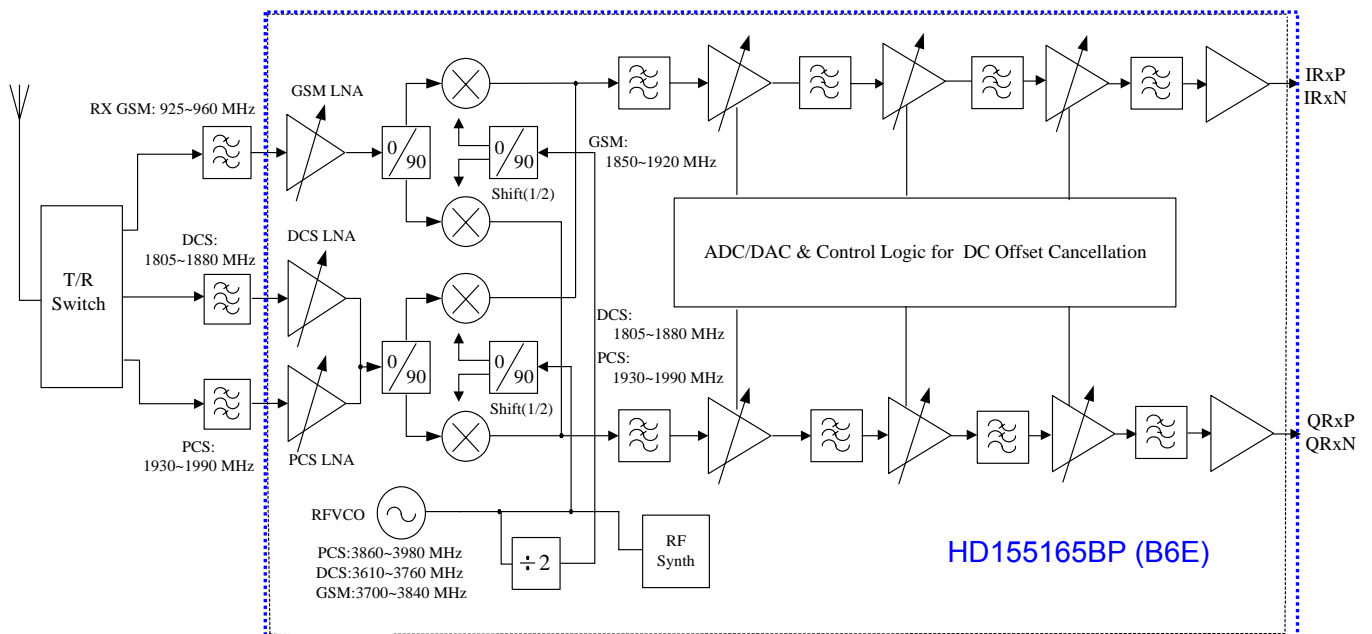 RX GSM: 925~960 MHz
GSM LNA
0
90
0
90
Shift(1/2)
GSM:
1850~1920 MHz
IRxP
IRxN
T/R
Switch
DCS:
1805~1880 MHz
DCS LNA
ADC/DAC & Control Logic for DC Offset Cancellation
0
90
0
90
Shift(1/2)
DCS:
1805~1880 MHz
PCS:
1930~1990 MHz
PCS:
1930~1990 MHz
PCS LNA
QRxP
QRxN
RFVCO
PCS:3860~3980 MHz
DCS:3610~3760 MHz
GSM:3700~3840 MHz
÷2
RF
Synth
HD155165BP (B6E)